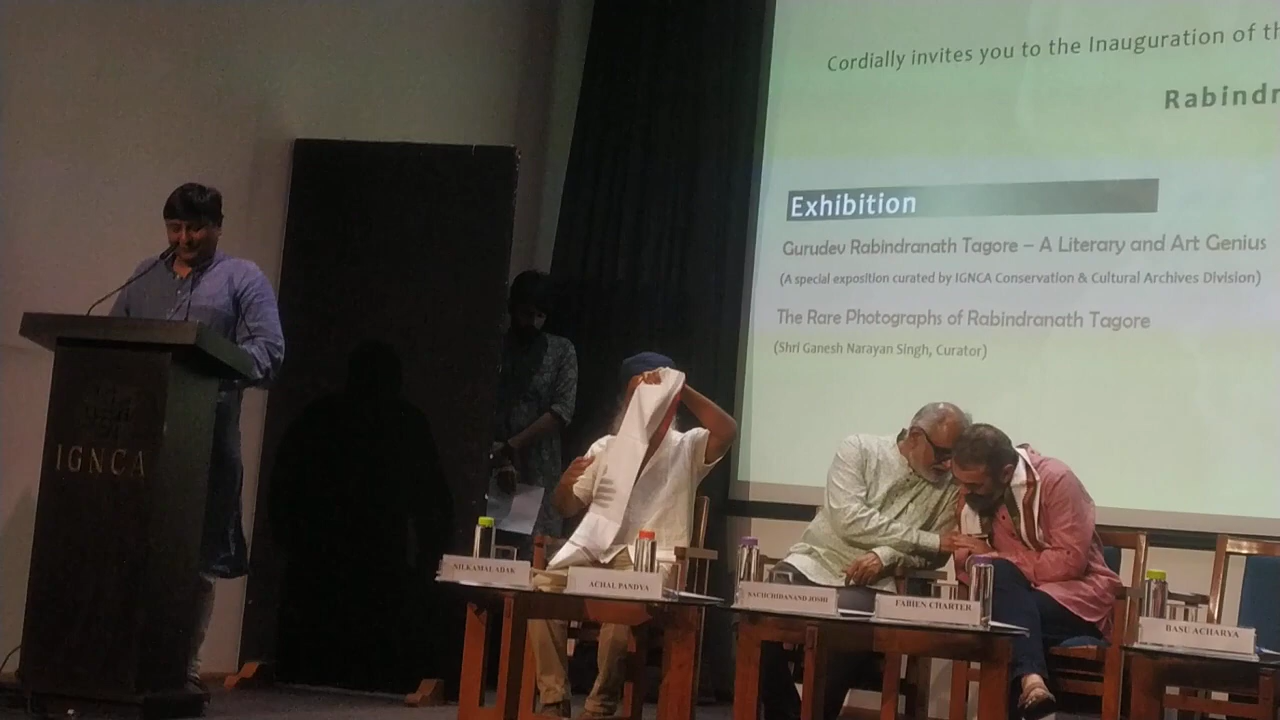 Cordially invites you to the Inauguration of th
Rabindr
Exhibition
Gurudev Rabindranath Tagore – A Literary and Art Genius
(A special exposition curated by IGNCA Conservation & Cultural Archives Division)
The Rare Photographs of Rabindranath Tagore
(Shri Ganesh Narayan Singh, Curator)
IGNCA
NILKAMAL ADAK
ACHAL PANDYA
SACHCHIDANAND JOSHI
FABIEN CHARTER
BASU ACHARYA